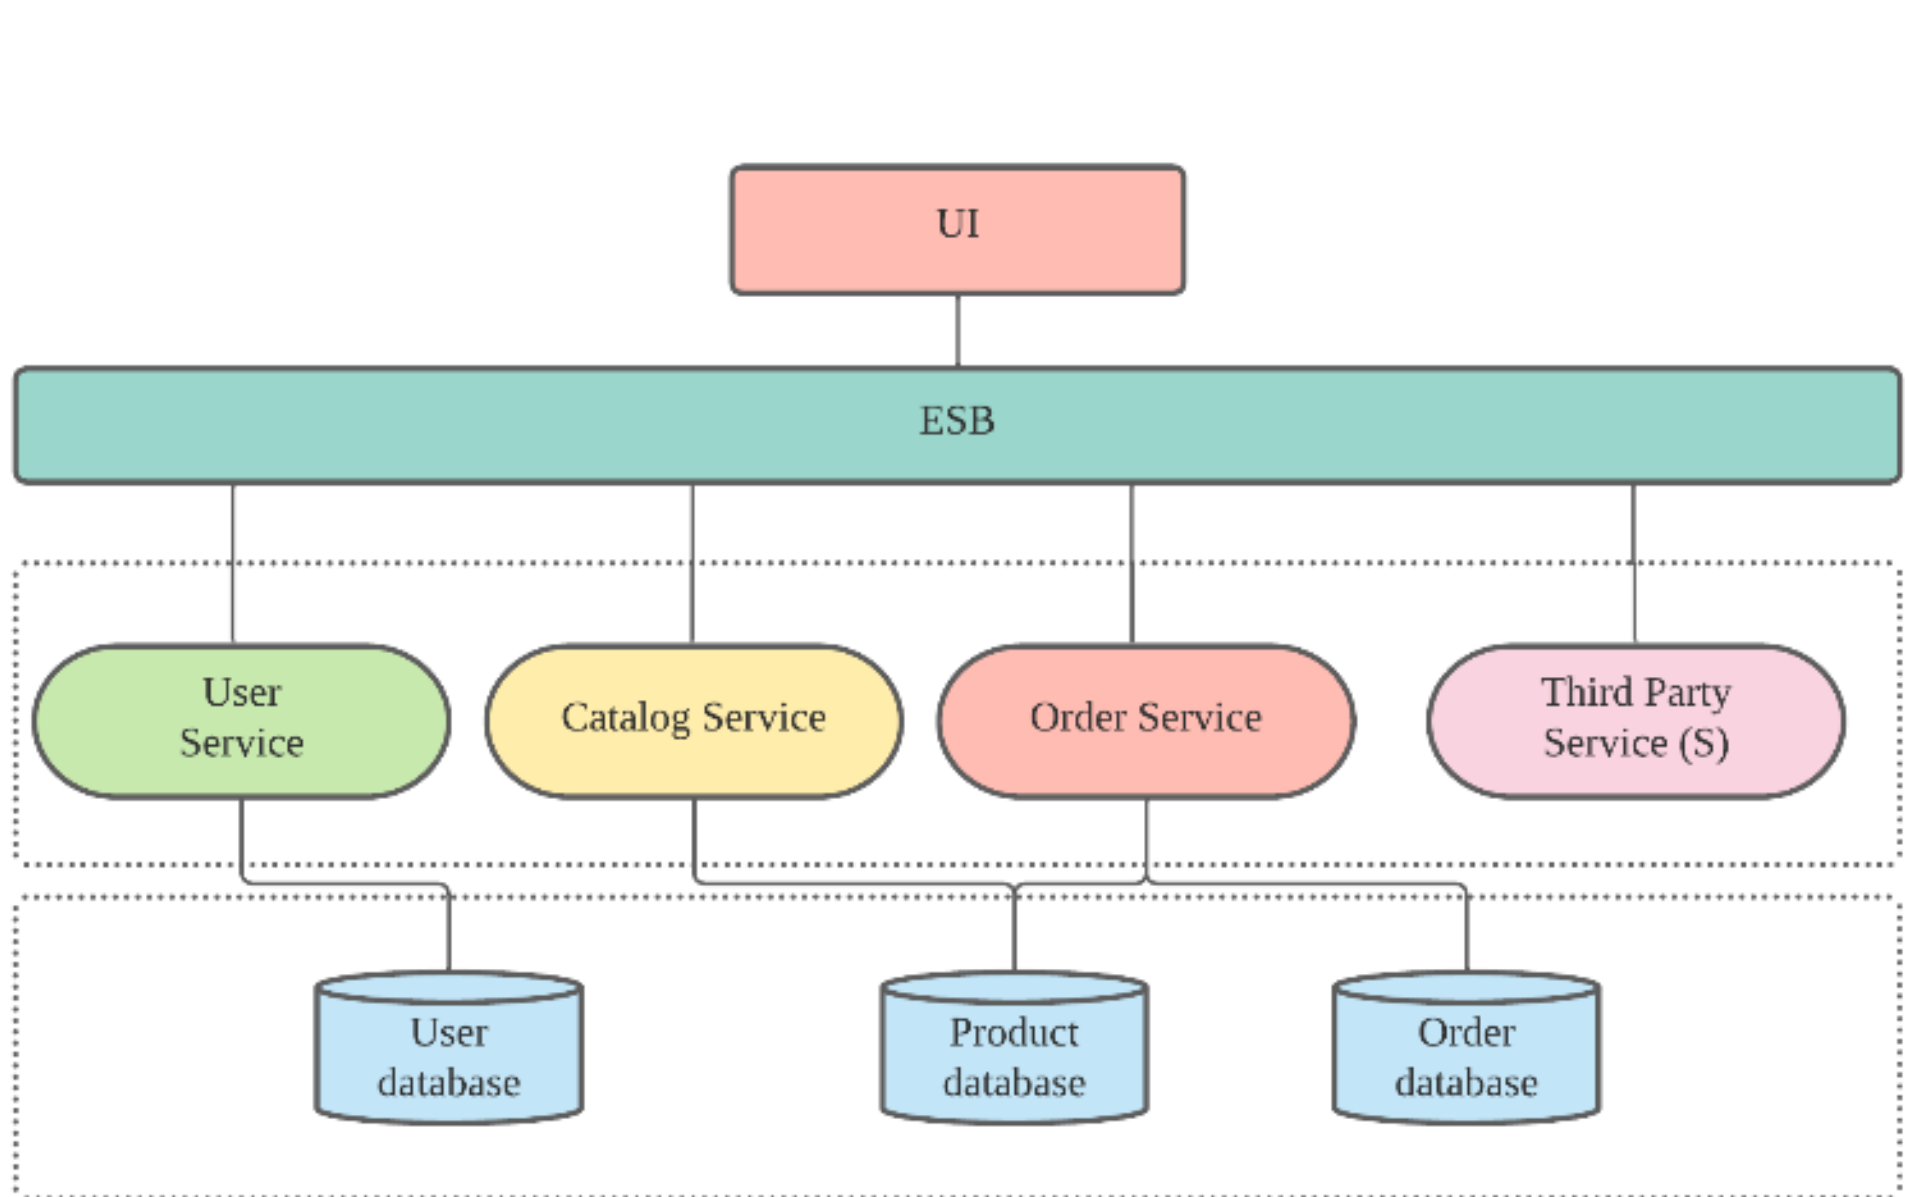 UI
ESB
User
Service
Catalog Service
Order Service
Third Party
Service (S)
User
database
Product
database
Order
database